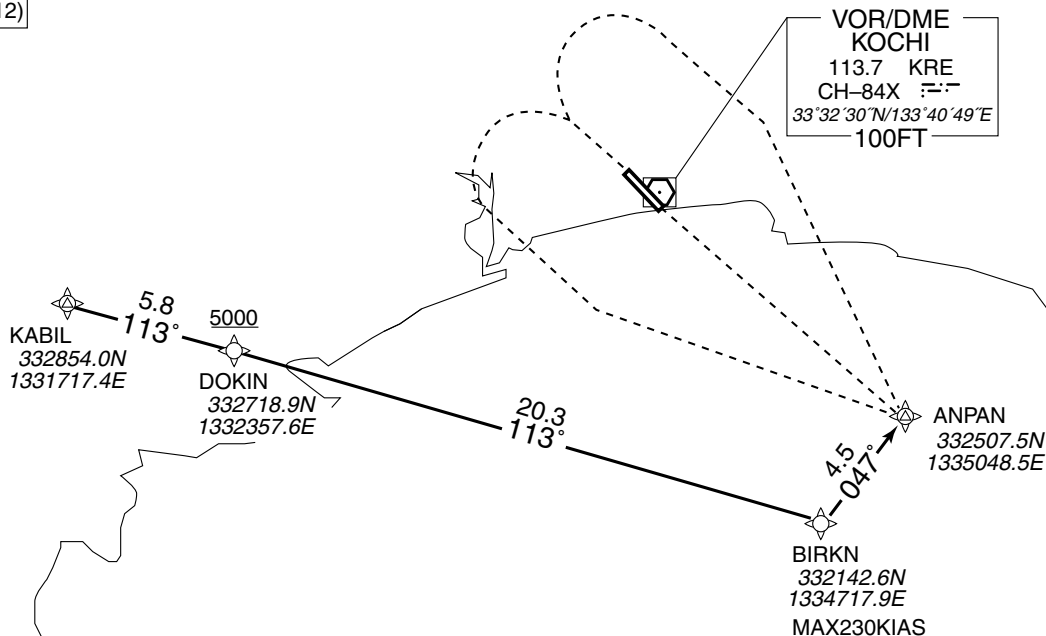 12)
VOR/DME
KOCHI
113.7 KRE
CH–84X
33°32´30˝N/133°40´49˝E
100FT
5.8
113°
KABIL
332854.0N
1331717.4E
5000
DOKIN
332718.9N
1332357.6E
20.3
113°
ANPAN
332507.5N
1335048.5E
4.5
047°
BIRKN
332142.6N
1334717.9E
MAX230KIAS